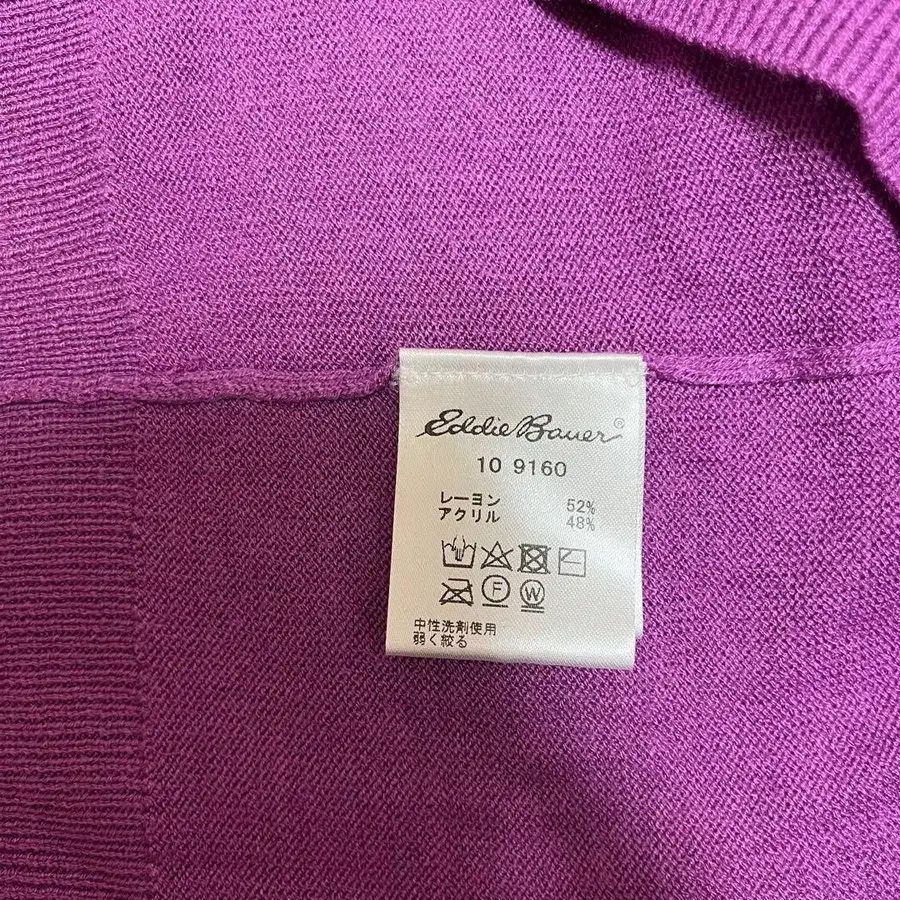 Eddie Bauer®
10 9160
レーヨン 52%
アクリル 48%
F W
中性洗剤使用
弱く絞る